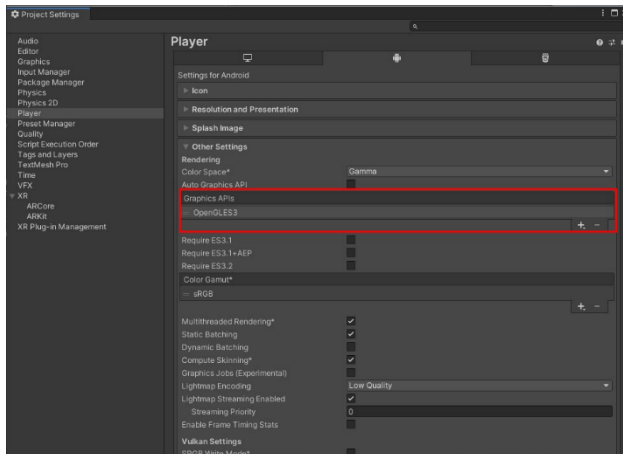 Project Settings
Audio
Editor
Graphics
Input Manager
Package Manager
Physics
Physics 2D
Player
Preset Manager
Quality
Script Execution Order
Tags and Layers
TextMesh Pro
Time
VFX
XR
ARCore
ARKit
XR Plug-in Management
Player
Settings for Android
Icon
Resolution and Presentation
Splash Image
Other Settings
Rendering
Color Space* Gamma
Auto Graphics API
Graphics APIs
OpenGLES3
Require ES3.1
Require ES3.1+AEP
Require ES3.2
Color Gamut*
sRGB
Multithreaded Rendering*
Static Batching
Dynamic Batching
Compute Skinning*
Graphics Jobs (Experimental)
Lightmap Encoding Low Quality
Lightmap Streaming Enabled
Streaming Priority 0
Enable Frame Timing Stats
Vulkan Settings
SRGB Write Mode*